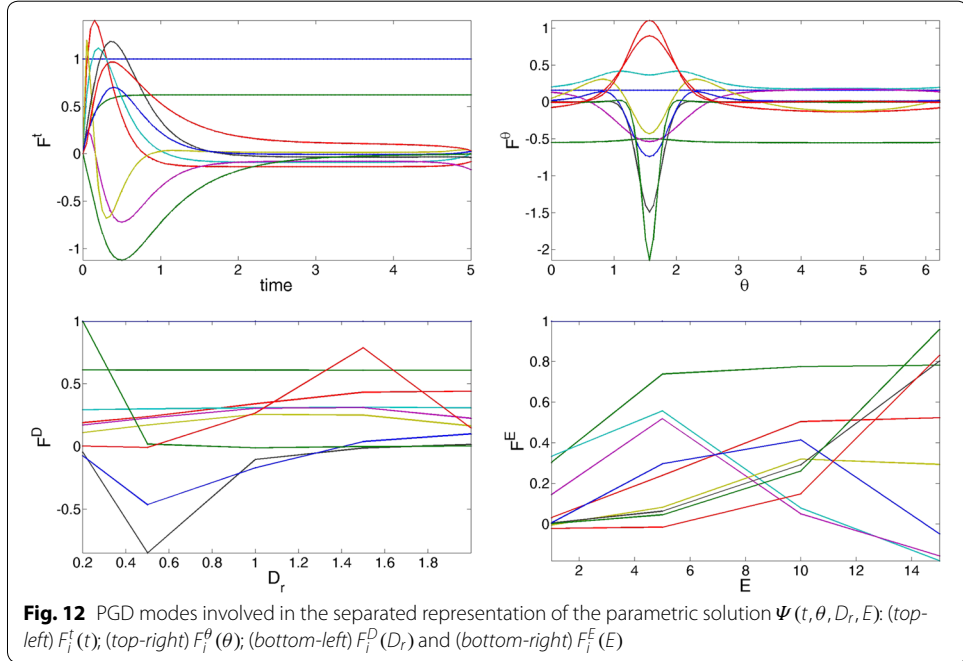 1
0.5
0
-0.5
-1
F^t
0 1 2 3 4 5
time
1
0.5
0
-0.5
-1
-1.5
-2
F^θ
0 1 2 3 4 5 6
θ
1
0.5
0
-0.5
F^D
0.2 0.4 0.6 0.8 1 1.2 1.4 1.6 1.8
D_r
1
0.8
0.6
0.4
0.2
0
F^E
2 4 6 8 10 12 14
E
Fig. 12 PGD modes involved in the separated representation of the parametric solution Ψ(t, θ, D_r, E): (top-
left) F_i^t(t); (top-right) F_i^θ(θ); (bottom-left) F_i^D(D_r) and (bottom-right) F_i^E(E)